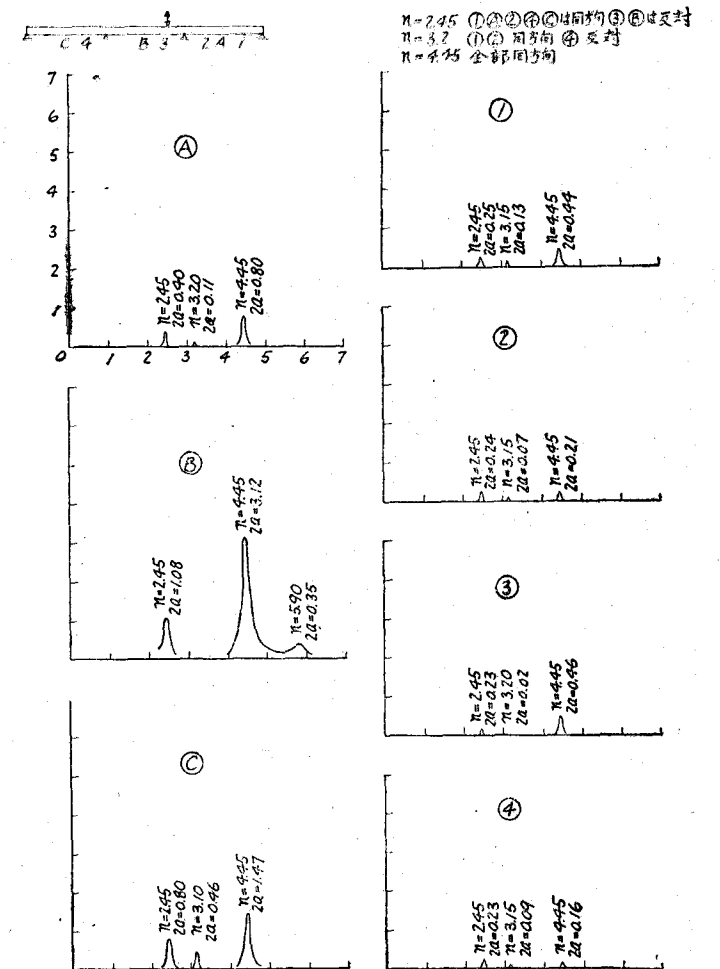 n=2.45 ①Ⓐ②④Ⓒは同方向 ③Ⓑは反対
n=3.2 ①② 同方向 ④ 反対
n=4.45 全部同方向
C 4 B 3 2 A 1
7
6
5
4
3
2
1
0 1 2 3 4 5 6 7
Ⓐ
n=2.45
2a=0.40
n=3.20
2a=0.11
n=4.45
2a=0.80
Ⓑ
n=2.45
2a=1.08
n=4.45
2a=3.12
n=5.90
2a=0.35
Ⓒ
n=2.45
2a=0.80
n=3.10
2a=0.46
n=4.45
2a=1.47
①
n=2.45
2a=0.25
n=3.15
2a=0.13
n=4.45
2a=0.44
②
n=2.45
2a=0.24
n=3.15
2a=0.07
n=4.45
2a=0.21
③
n=2.45
2a=0.23
n=3.20
2a=0.02
n=4.45
2a=0.46
④
n=2.45
2a=0.23
n=3.15
2a=0.09
n=4.45
2a=0.16